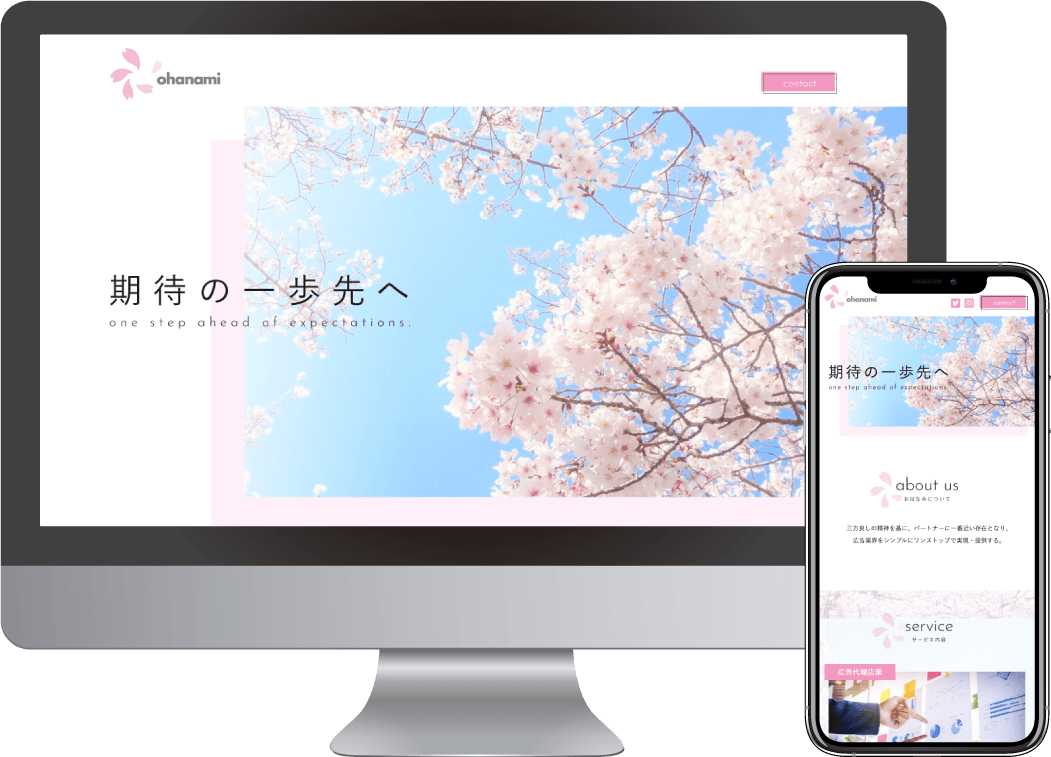 ohanami
contact
期待の一歩先へ
one step ahead of expectations.
ohanami
contact
期待の一歩先へ
one step ahead of expectations.
about us
おはなみについて
三方良しの精神を基に、パートナーに一番近い存在となり、
広告業界をシンプルにワンストップで実現・提供する。
service
サービス内容
広告代理店業